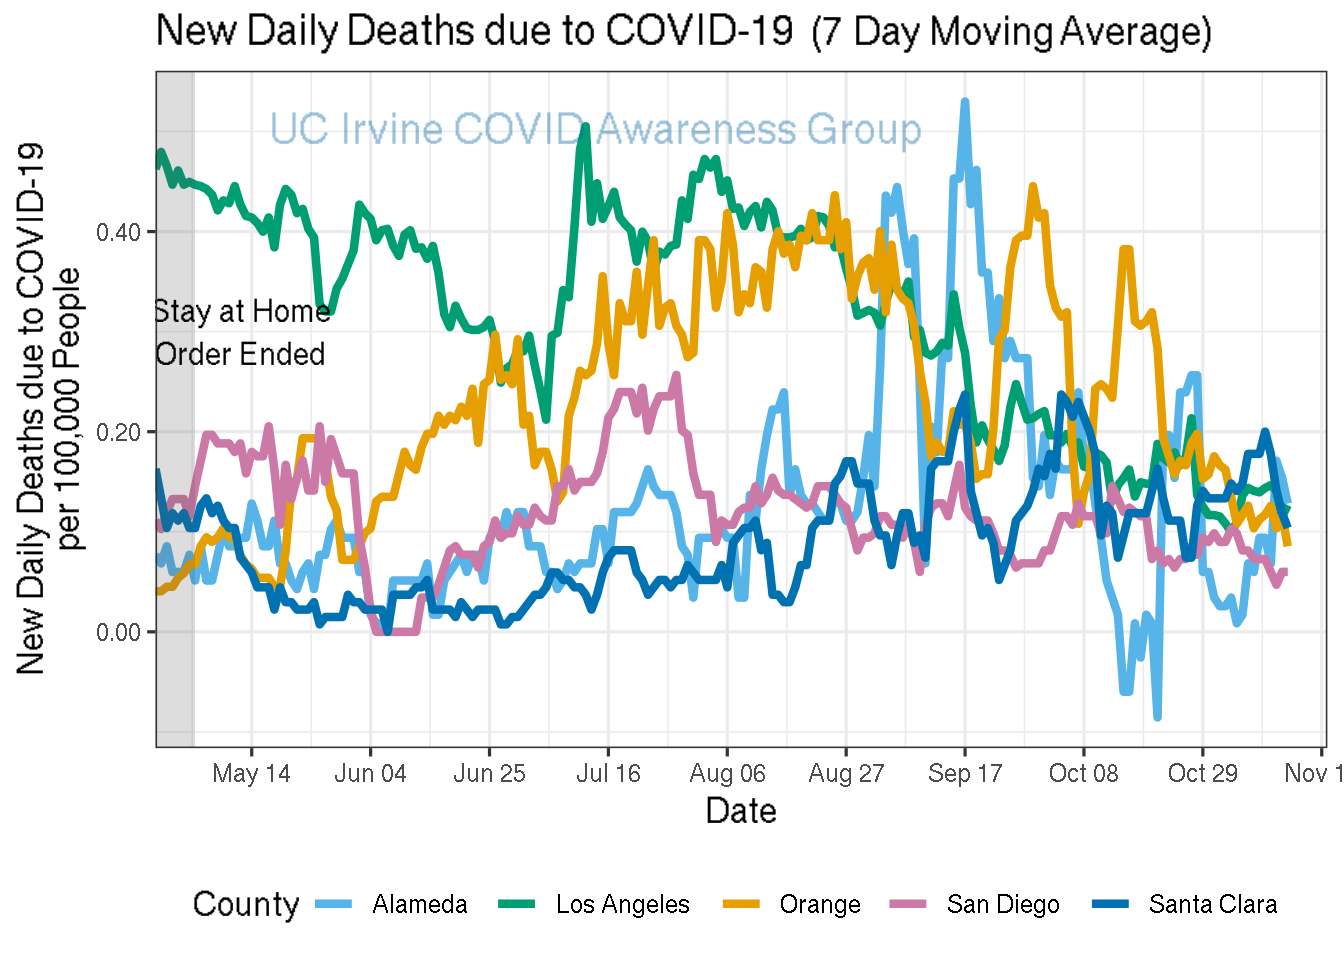 New Daily Deaths due to COVID-19 (7 Day Moving Average)
UC Irvine COVID Awareness Group
New Daily Deaths due to COVID-19
per 100,000 People
0.40
0.20
0.00
Stay at Home
Order Ended
May 14 Jun 04 Jun 25 Jul 16 Aug 06 Aug 27 Sep 17 Oct 08 Oct 29 Nov 1
Date
County Alameda Los Angeles Orange San Diego Santa Clara